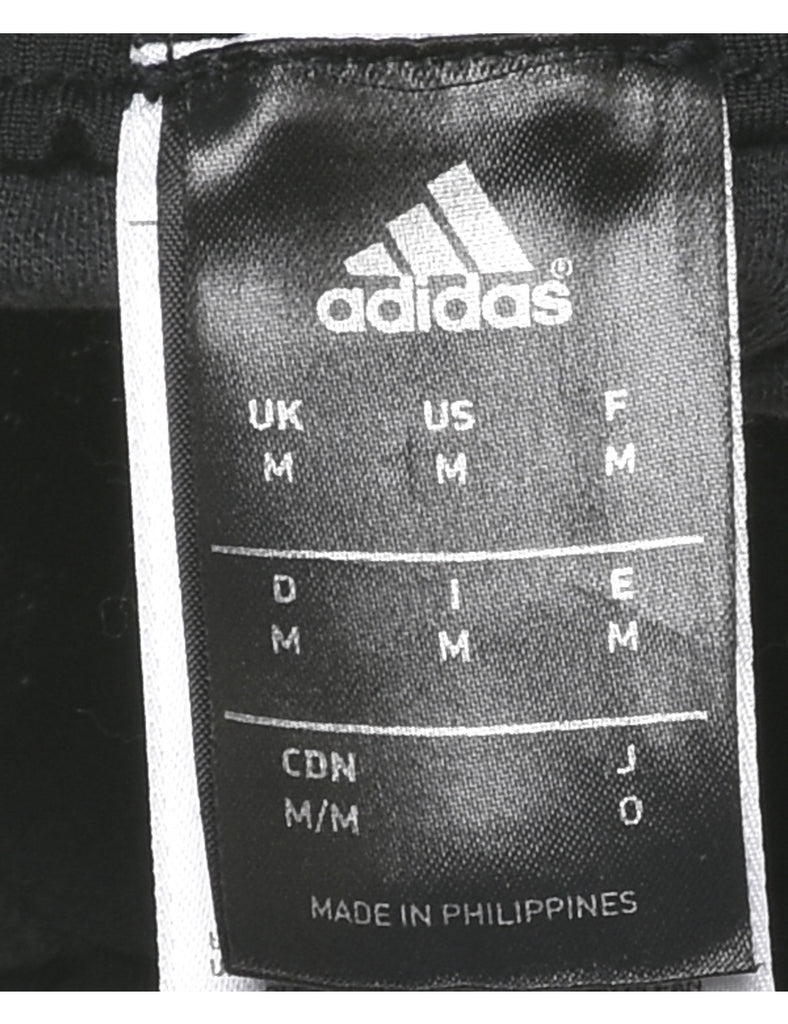 adidas®
UK US F
M M M
D I E
M M M
CDN J
M/M O
MADE IN PHILIPPINES